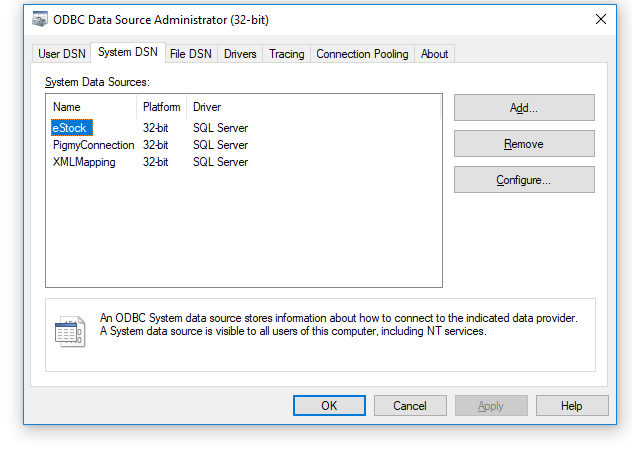 ODBC Data Source Administrator (32-bit)
User DSN System DSN File DSN Drivers Tracing Connection Pooling About
System Data Sources:
Name Platform Driver
eStock 32-bit SQL Server
PigmyConnection 32-bit SQL Server
XMLMapping 32-bit SQL Server
Add...
Remove
Configure...
An ODBC System data source stores information about how to connect to the indicated data provider.
A System data source is visible to all users of this computer, including NT services.
OK Cancel Apply Help